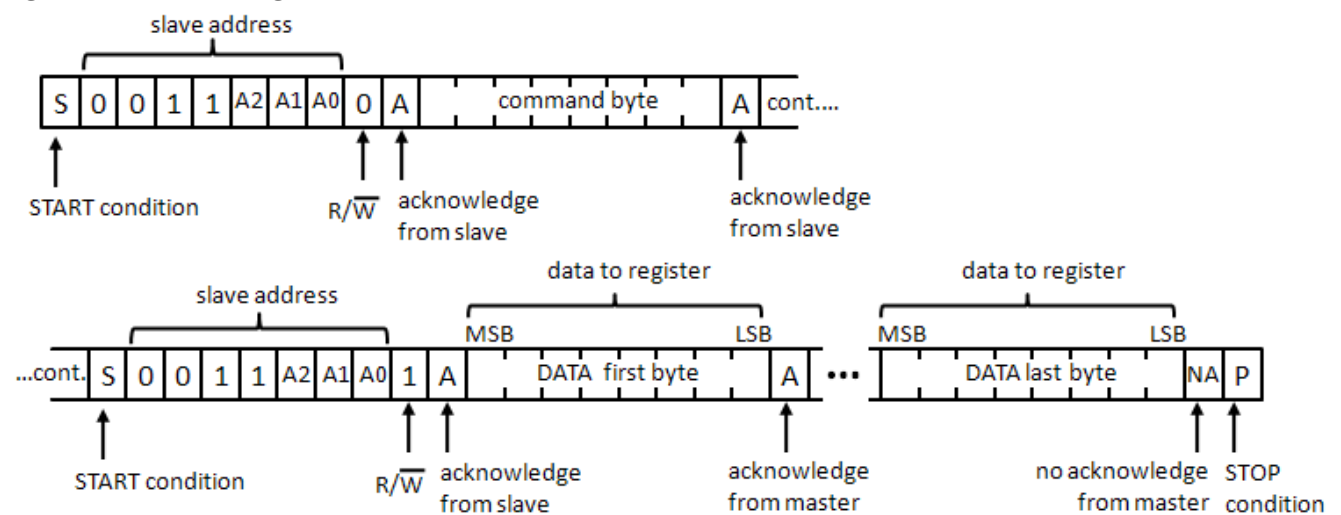 slave address
S 0 0 1 1 A2 A1 A0 0 A command byte A cont....
START condition
R/W
acknowledge
from slave
acknowledge
from slave
data to register
data to register
slave address
MSB LSB MSB LSB
...cont. S 0 0 1 1 A2 A1 A0 1 A DATA first byte A ••• DATA last byte NA P
START condition
R/W
acknowledge
from slave
acknowledge
from master
no acknowledge
from master
STOP
condition